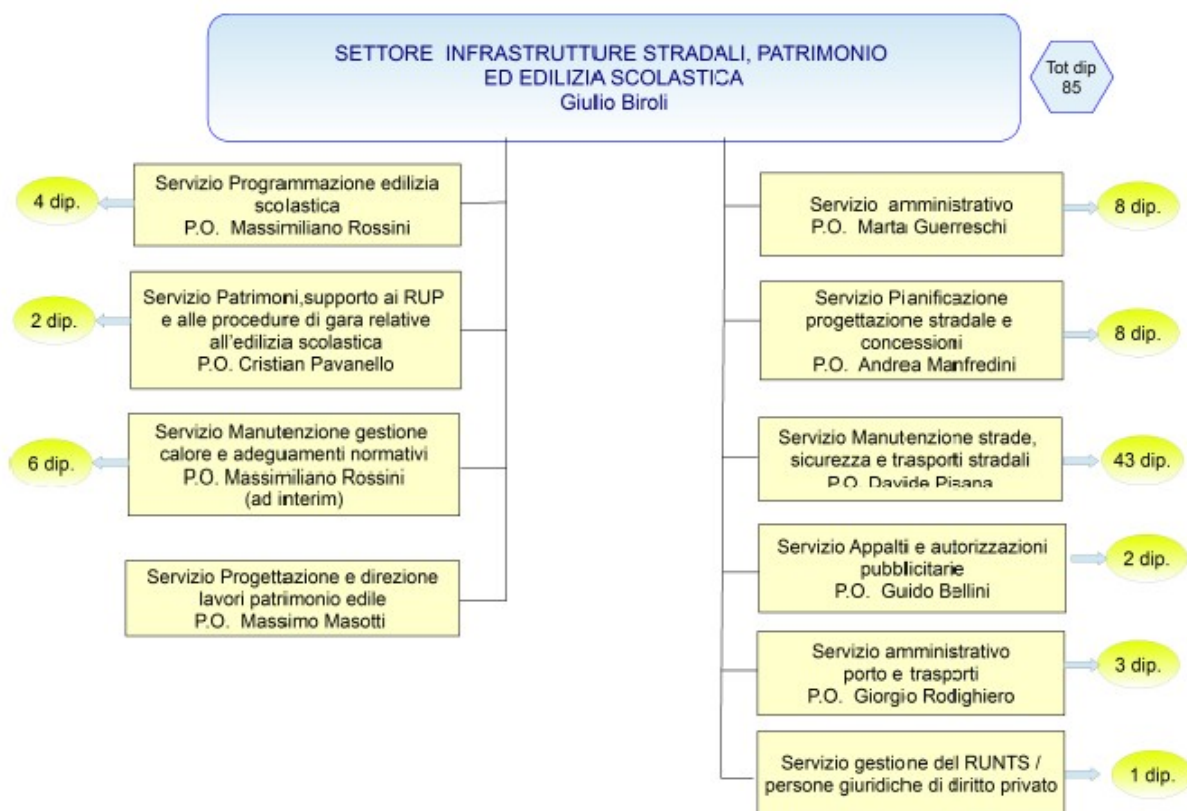 SETTORE INFRASTRUTTURE STRADALI, PATRIMONIO
ED EDILIZIA SCOLASTICA
Giulio Biroli
Tot dip
85
4 dip.
Servizio Programmazione edilizia
scolastica
P.O. Massimiliano Rossini
2 dip.
Servizio Patrimoni,supporto ai RUP
e alle procedure di gara relative
all'edilizia scolastica
P.O. Cristian Pavanello
6 dip.
Servizio Manutenzione gestione
calore e adeguamenti normativi
P.O. Massimiliano Rossini
(ad interim)
Servizio Progettazione e direzione
lavori patrimonio edile
P.O. Massimo Masotti
Servizio amministrativo
P.O. Marta Guerreschi
8 dip.
Servizio Pianificazione
progettazione stradale e
concessioni
P.O. Andrea Manfredini
8 dip.
Servizio Manutenzione strade,
sicurezza e trasporti stradali
P.O. Davide Pisana
43 dip.
Servizio Appalti e autorizzazioni
pubblicitarie
P.O. Guido Bellini
2 dip.
Servizio amministrativo
porto e trasporti
P.O. Giorgio Rodighiero
3 dip.
Servizio gestione del RUNTS /
persone giuridiche di diritto privato
1 dip.